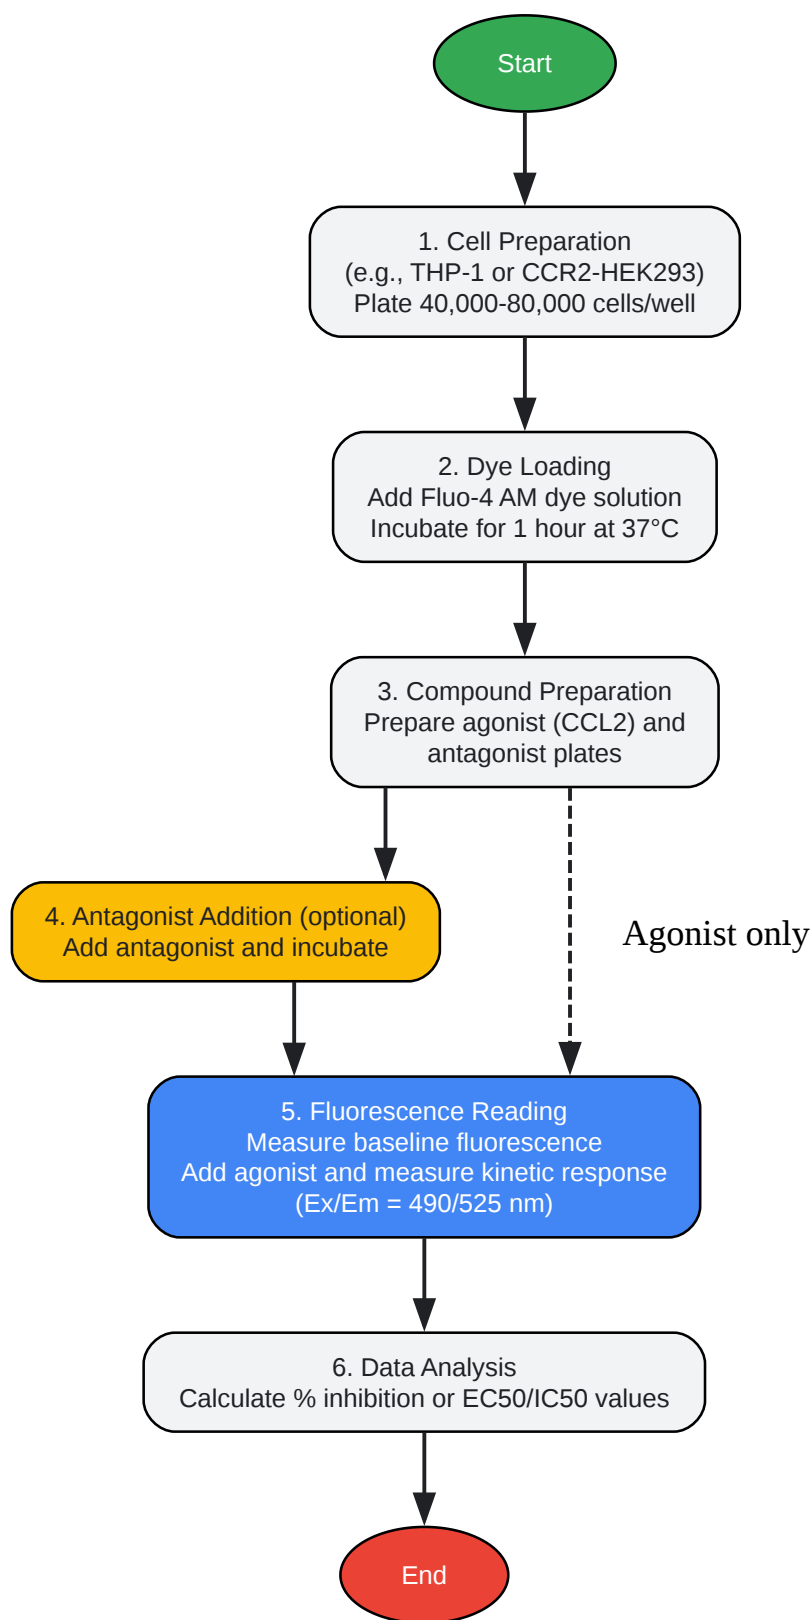 Start
1. Cell Preparation
(e.g., THP-1 or CCR2-HEK293)
Plate 40,000-80,000 cells/well
2. Dye Loading
Add Fluo-4 AM dye solution
Incubate for 1 hour at 37°C
3. Compound Preparation
Prepare agonist (CCL2) and
antagonist plates
4. Antagonist Addition (optional)
Add antagonist and incubate
Agonist only
5. Fluorescence Reading
Measure baseline fluorescence
Add agonist and measure kinetic response
(Ex/Em = 490/525 nm)
6. Data Analysis
Calculate % inhibition or EC50/IC50 values
End